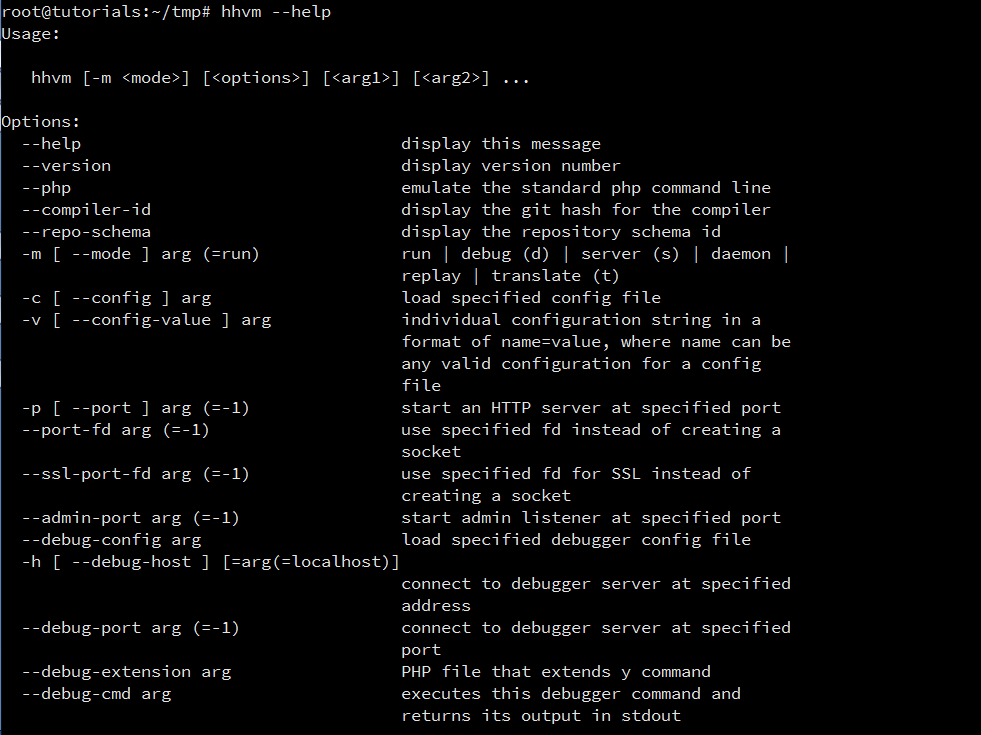 root@tutorials:~/tmp# hhvm --help
Usage:
hhvm [-m <mode>] [<options>] [<arg1>] [<arg2>] ...
Options:
--help display this message
--version display version number
--php emulate the standard php command line
--compiler-id display the git hash for the compiler
--repo-schema display the repository schema id
-m [ --mode ] arg (=run) run | debug (d) | server (s) | daemon |
replay | translate (t)
-c [ --config ] arg load specified config file
-v [ --config-value ] arg individual configuration string in a
format of name=value, where name can be
any valid configuration for a config
file
-p [ --port ] arg (=-1) start an HTTP server at specified port
--port-fd arg (=-1) use specified fd instead of creating a
socket
--ssl-port-fd arg (=-1) use specified fd for SSL instead of
creating a socket
--admin-port arg (=-1) start admin listener at specified port
--debug-config arg load specified debugger config file
-h [ --debug-host ] [=arg(=localhost)]
connect to debugger server at specified
address
--debug-port arg (=-1) connect to debugger server at specified
port
--debug-extension arg PHP file that extends y command
--debug-cmd arg executes this debugger command and
returns its output in stdout